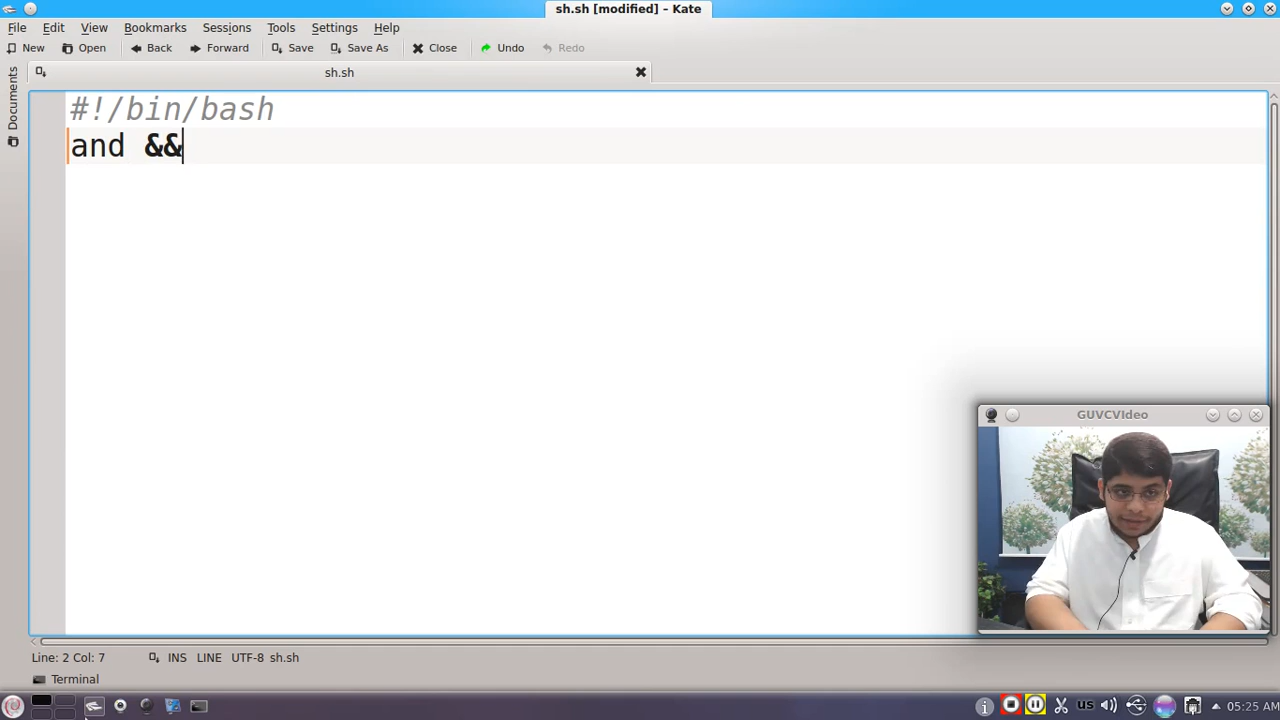 sh.sh [modified] – Kate
File Edit View Bookmarks Sessions Tools Settings Help
New Open Back Forward Save Save As Close Undo Redo
sh.sh
Documents
#!/bin/bash
and &&
GUVCVIdeo
Line: 2 Col: 7 INS LINE UTF-8 sh.sh
Terminal
us 05:25 AM